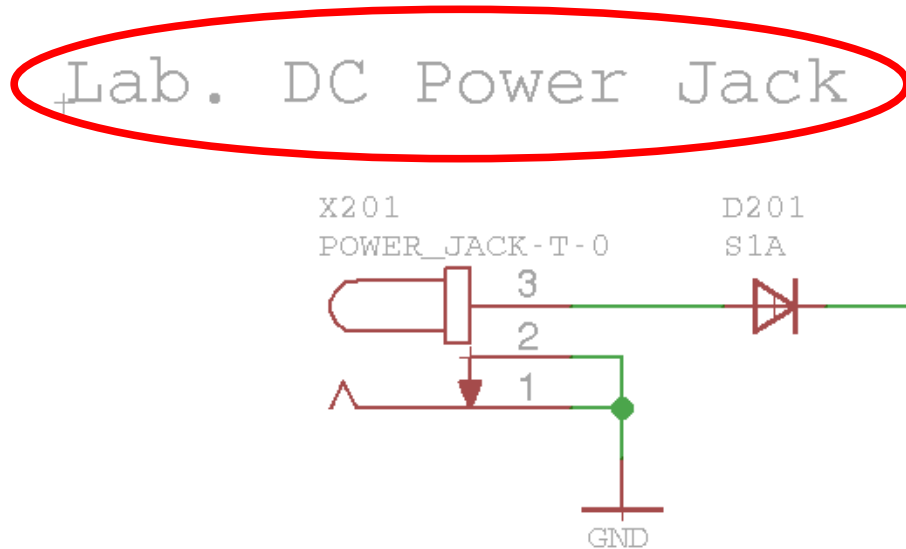 Lab. DC Power Jack
X201
POWER_JACK-T-0
D201
S1A
3
2
1
GND